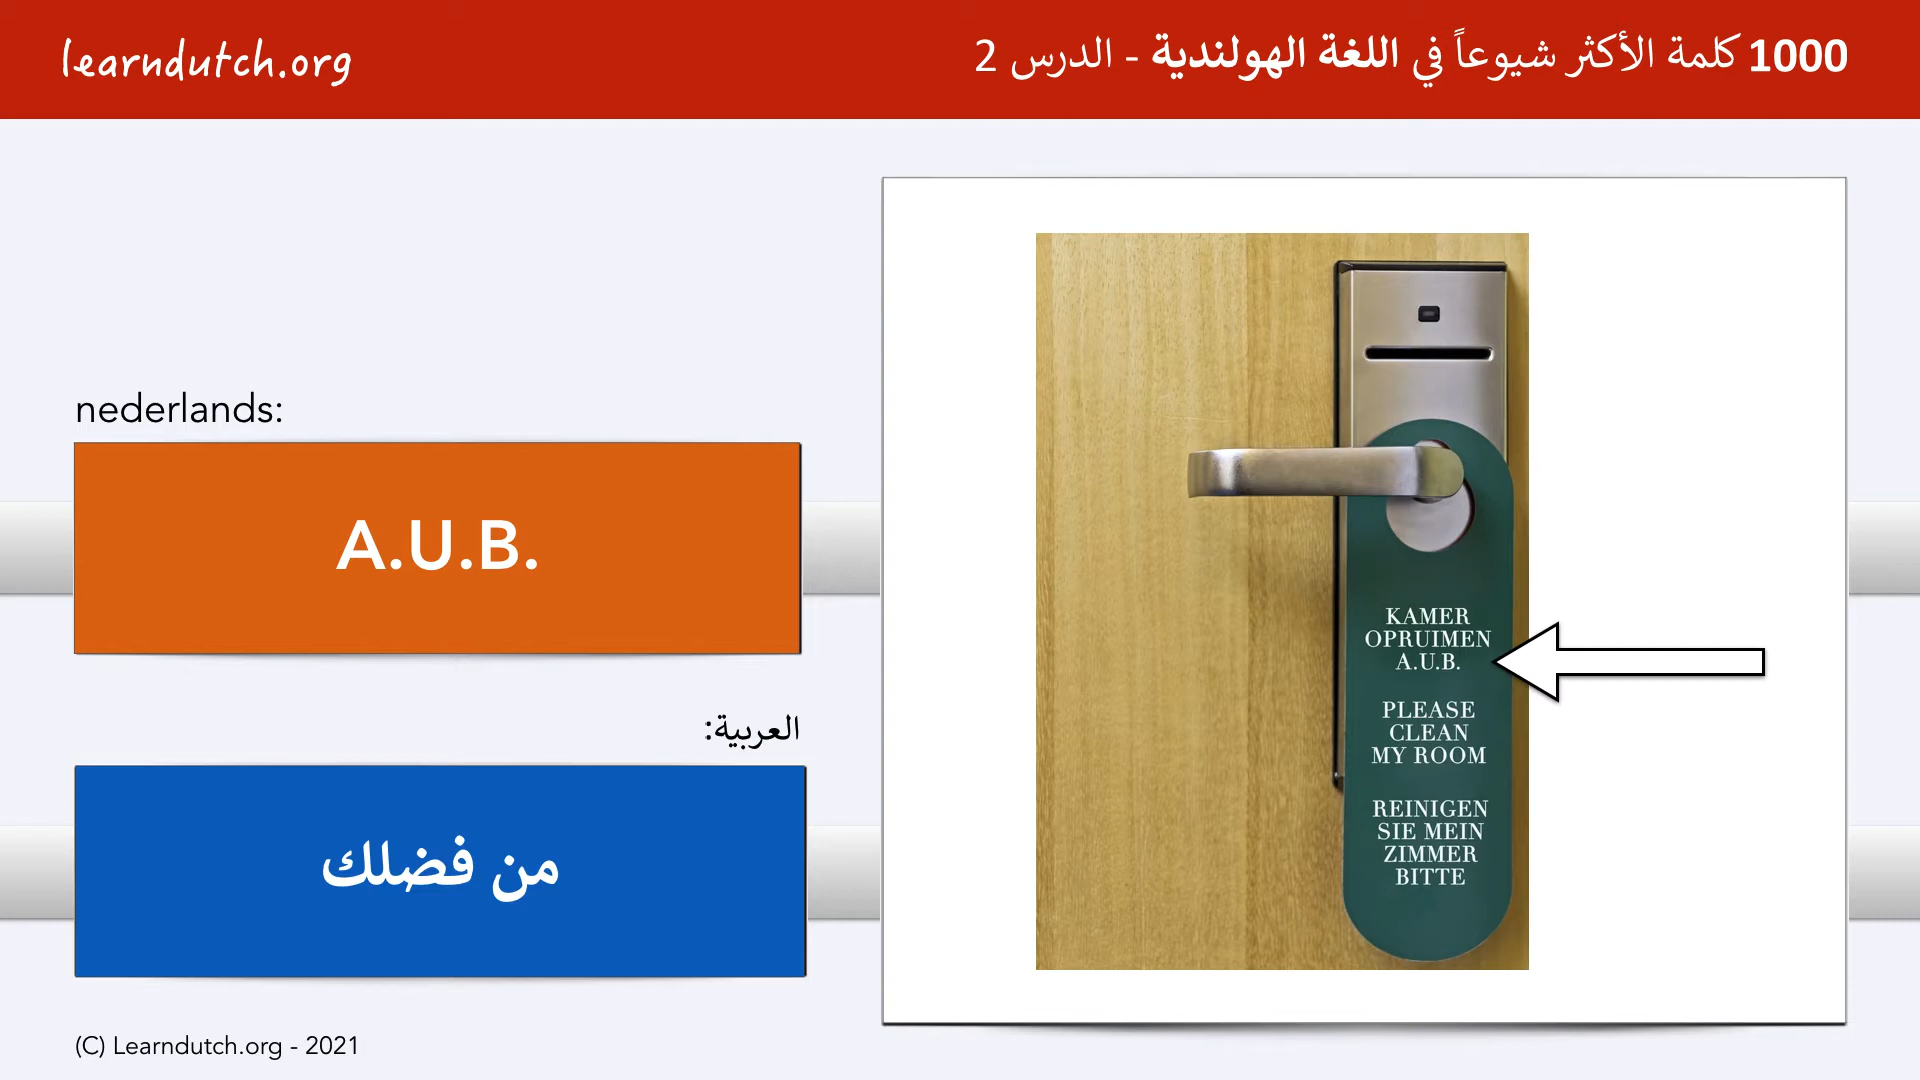 learndutch.org
1000 كلمة الأكثر شيوعاً في اللغة الهولندية - الدرس 2
nederlands:
A.U.B.
العربية:
من فضلك
KAMER
OPRUIMEN
A.U.B.
PLEASE
CLEAN
MY ROOM
REINIGEN
SIE MEIN
ZIMMER
BITTE
(C) Learndutch.org - 2021